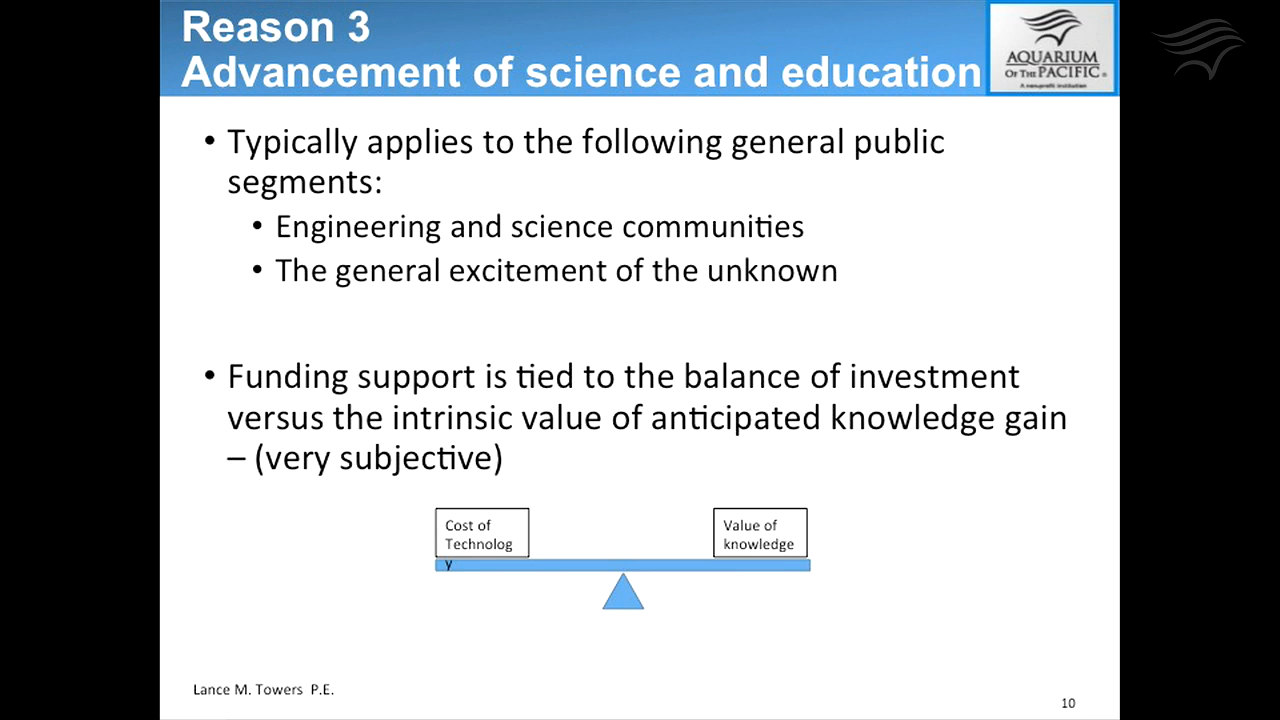 Reason 3
Advancement of science and education
AQUARIUM
OF THE PACIFIC®
A nonprofit institution
• Typically applies to the following general public
segments:
• Engineering and science communities
• The general excitement of the unknown
• Funding support is tied to the balance of investment
versus the intrinsic value of anticipated knowledge gain
– (very subjective)
Cost of
Technolog
y
Value of
knowledge
Lance M. Towers P.E.
10